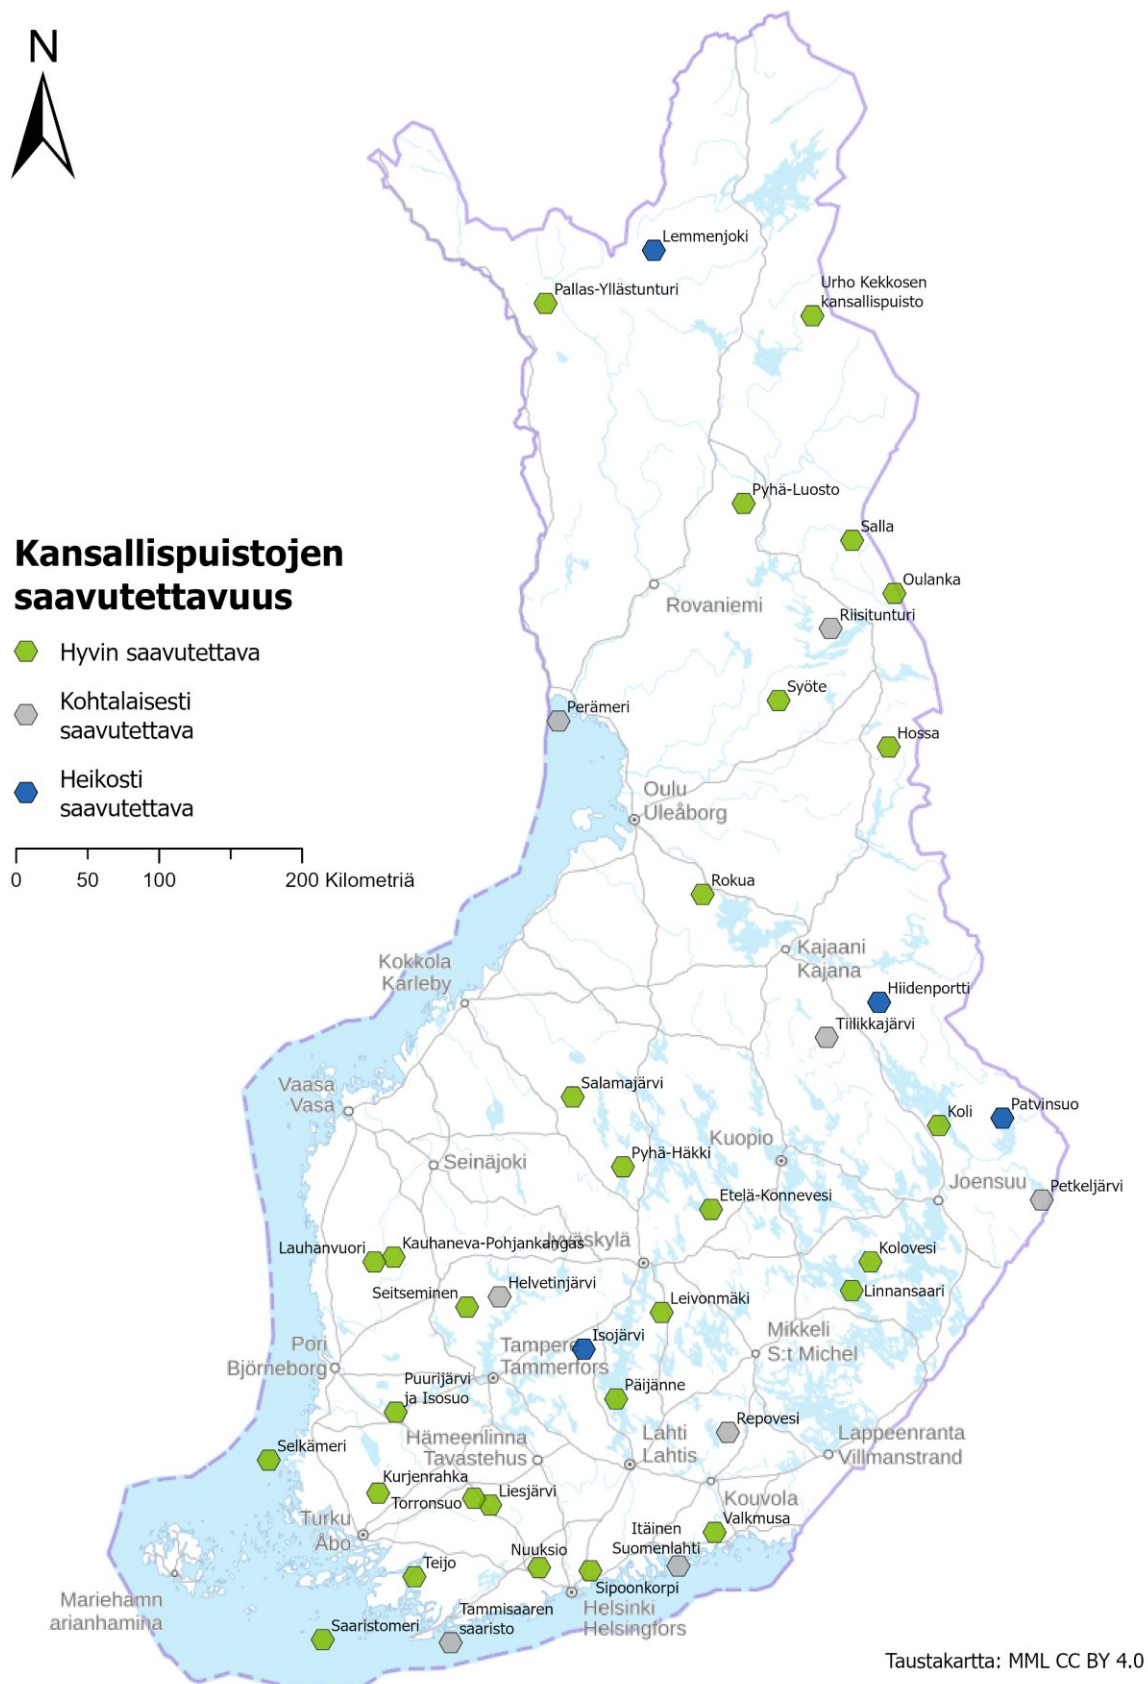 N
Lemmenjoki
Pallas-Yllästunturi
Urho Kekkosen
kansallispuisto
Pyhä-Luosto
Salla
Kansallispuistojen
saavutettavuus
Oulanka
Rovaniemi
Riisitunturi
Hyvin saavutettava
Syöte
Kohtalaisesti
saavutettava
Perämeri
Hossa
Heikosti
saavutettava
Oulu
Uleåborg
0 50 100 200 Kilometriä
Rokua
Kajaani
Kajana
Kokkola
Karleby
Hiidenportti
Tiilikkajärvi
Salamajärvi
Vaasa
Vasa
Patvinsuo
Koli
Kuopio
Pyhä-Häkki
Seinäjoki
Joensuu
Petkeljärvi
Etelä-Konnevesi
Jyväskylä
Kauhaneva-Pohjankangas
Lauhanvuori
Kolovesi
Helvetinjärvi
Seitseminen
Linnansaari
Leivonmäki
Isojärvi
Mikkeli
S:t Michel
Pori
Björneborg
Tampere
Tammerfors
Puurijärvi
ja Isosuo
Päijänne
Repovesi
Lahti
Lahtis
Lappeenranta
Villmanstrand
Hämeenlinna
Tavastehus
Selkämeri
Kurjenrahka
Torronsuo
Liesjärvi
Kouvola
Valkmusa
Turku
Åbo
Itäinen
Suomenlahti
Nuuksio
Teijo
Sipoonkorpi
Mariehamn
arianhamina
Helsinki
Helsingfors
Tammisaaren
saaristo
Saaristomeri
Taustakartta: MML CC BY 4.0